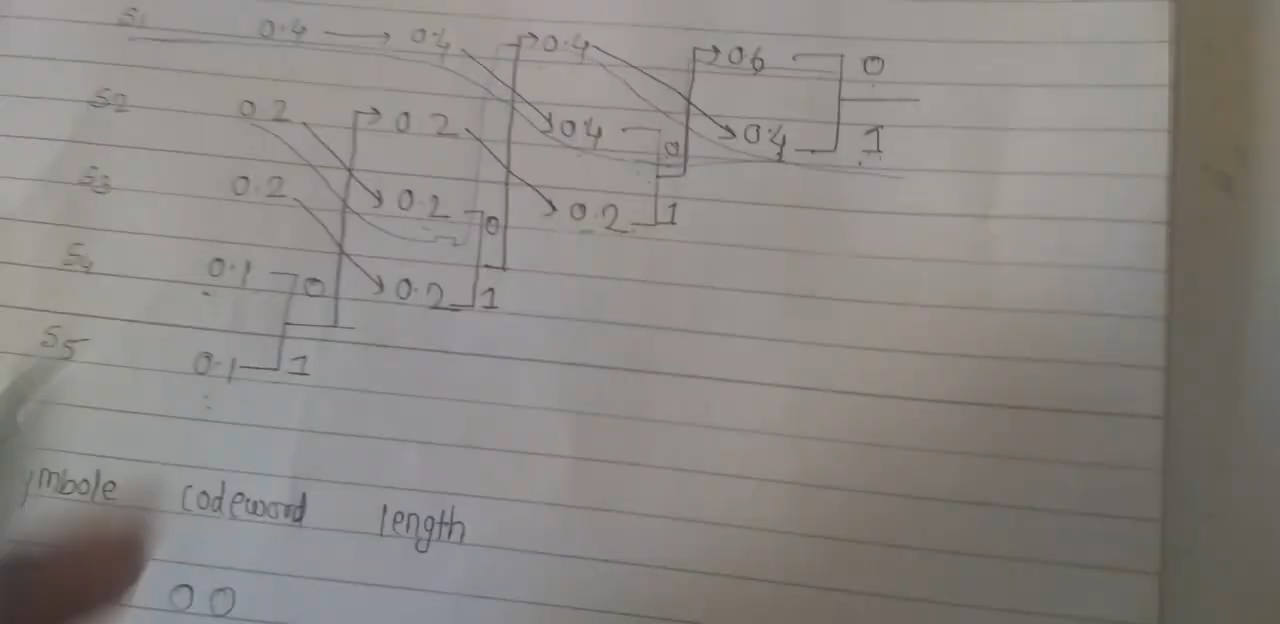 S1 0.4 0.4 0.4 0.6 0
S2 0.2 0.2 0.4 0 0.4 1
S3 0.2 0.2 0 0.2 1
S4 0.1 0 0.2 1
S5 0.1 1
ymbole codeword length
00